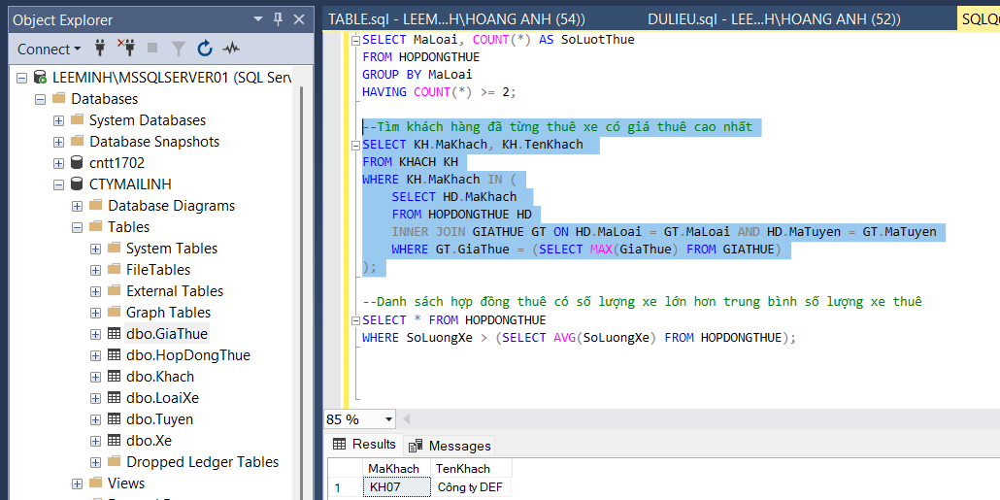 Object Explorer
Connect
LEEMINH\MSSQLSERVER01 (SQL Serv
Databases
System Databases
Database Snapshots
cntt1702
CTYMAILINH
Database Diagrams
Tables
System Tables
FileTables
External Tables
Graph Tables
dbo.GiaThue
dbo.HopDongThue
dbo.Khach
dbo.LoaiXe
dbo.Tuyen
dbo.Xe
Dropped Ledger Tables
Views
TABLE.sql - LEEM...H\HOANG ANH (54))
DULIEU.sql - LEE...H\HOANG ANH (52))
SELECT MaLoai, COUNT(*) AS SoLuotThue
FROM HOPDONGTHUE
GROUP BY MaLoai
HAVING COUNT(*) >= 2;
--Tìm khách hàng đã từng thuê xe có giá thuê cao nhất
SELECT KH.MaKhach, KH.TenKhach
FROM KHACH KH
WHERE KH.MaKhach IN (
SELECT HD.MaKhach
FROM HOPDONGTHUE HD
INNER JOIN GIATHUE GT ON HD.MaLoai = GT.MaLoai AND HD.MaTuyen = GT.MaTuyen
WHERE GT.GiaThue = (SELECT MAX(GiaThue) FROM GIATHUE)
);
--Danh sách hợp đồng thuê có số lượng xe lớn hơn trung bình số lượng xe thuê
SELECT * FROM HOPDONGTHUE
WHERE SoLuongXe > (SELECT AVG(SoLuongXe) FROM HOPDONGTHUE);
85 %
Results Messages
MaKhach TenKhach
1 KH07 Công ty DEF